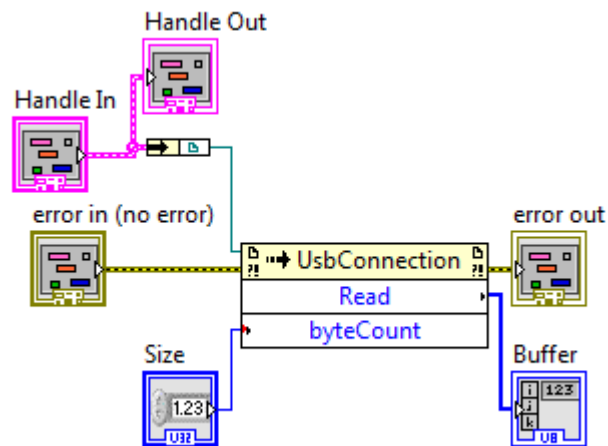 Handle Out
Handle In
error in (no error)
?!
UsbConnection
?!
error out
Read
byteCount
Size
1.23
U32
Buffer
i
j
k
123
U8